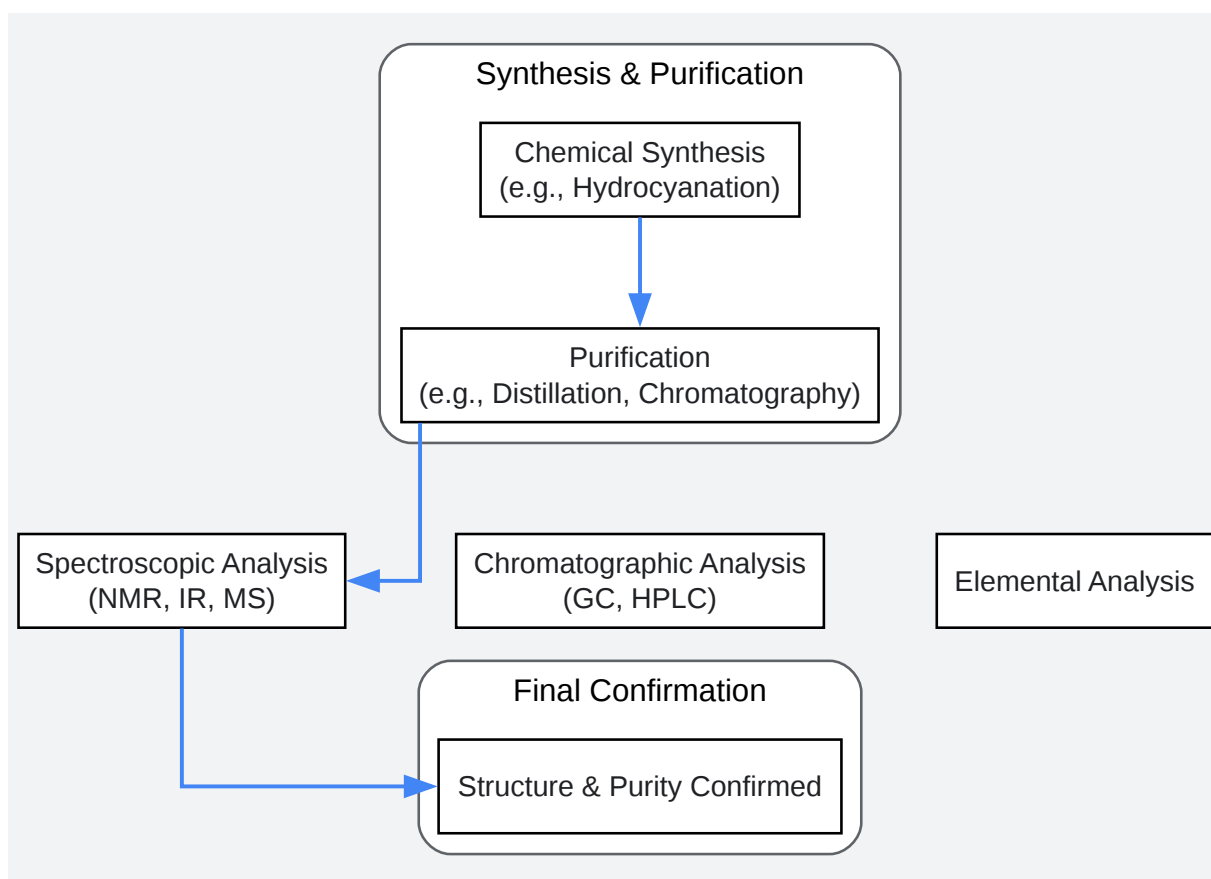 Synthesis & Purification
Chemical Synthesis
(e.g., Hydrocyanation)
Purification
(e.g., Distillation, Chromatography)
Spectroscopic Analysis
(NMR, IR, MS)
Chromatographic Analysis
(GC, HPLC)
Elemental Analysis
Final Confirmation
Structure & Purity Confirmed